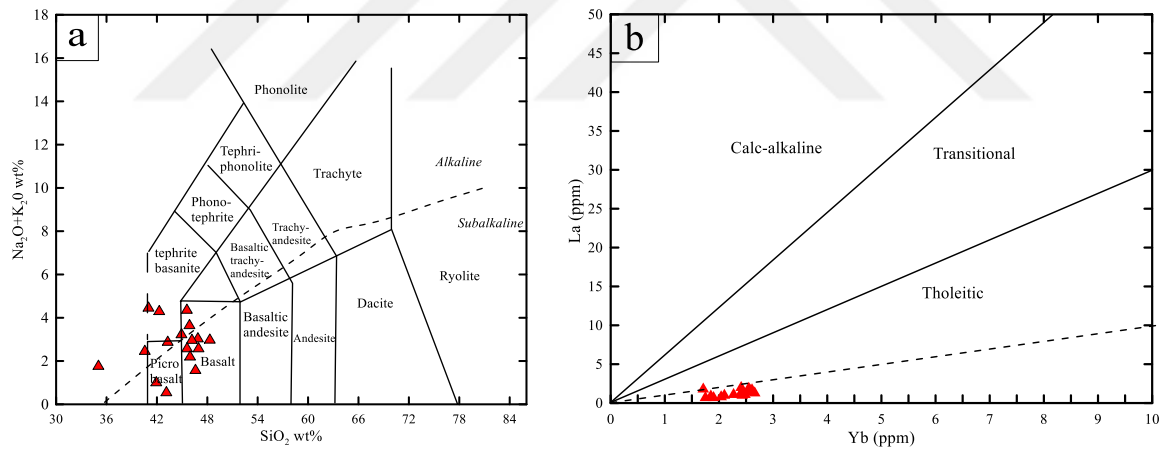 a
18
16
14
12
10
8
6
4
2
0
Na₂O+K₂0 wt%
Phonolite
Tephri-
phonolite
Trachyte
Alkaline
Phono-
tephrite
Subalkaline
Trachy-
andesite
tephrite
basanite
Basaltic
trachy-
andesite
Ryolite
Dacite
Basaltic
andesite
Andesite
Picro
basalt
Basalt
30 36 42 48 54 60 66 72 78 84
SiO₂ wt%
b
50
45
40
35
30
25
20
15
10
5
0
La (ppm)
Calc-alkaline
Transitional
Tholeitic
0 1 2 3 4 5 6 7 8 9 10
Yb (ppm)